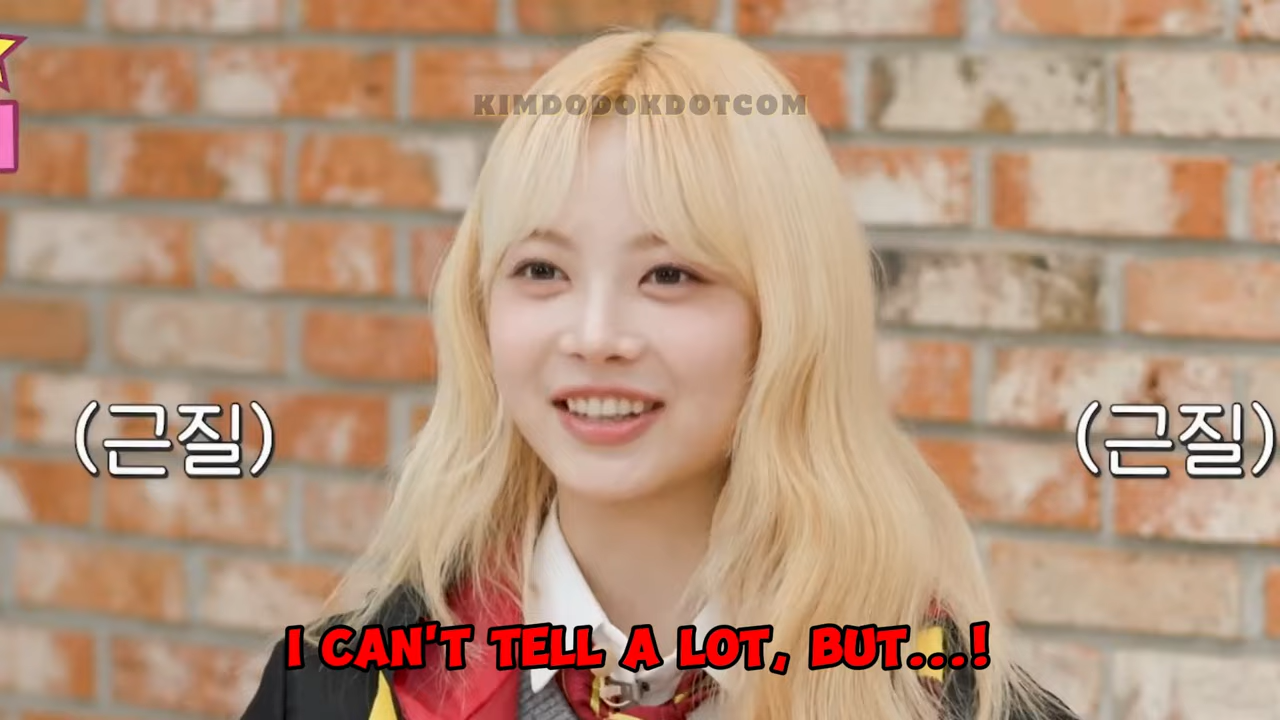 KIMDODOKDOTCOM
(근질) (근질)
I CAN'T TELL A LOT, BUT...!